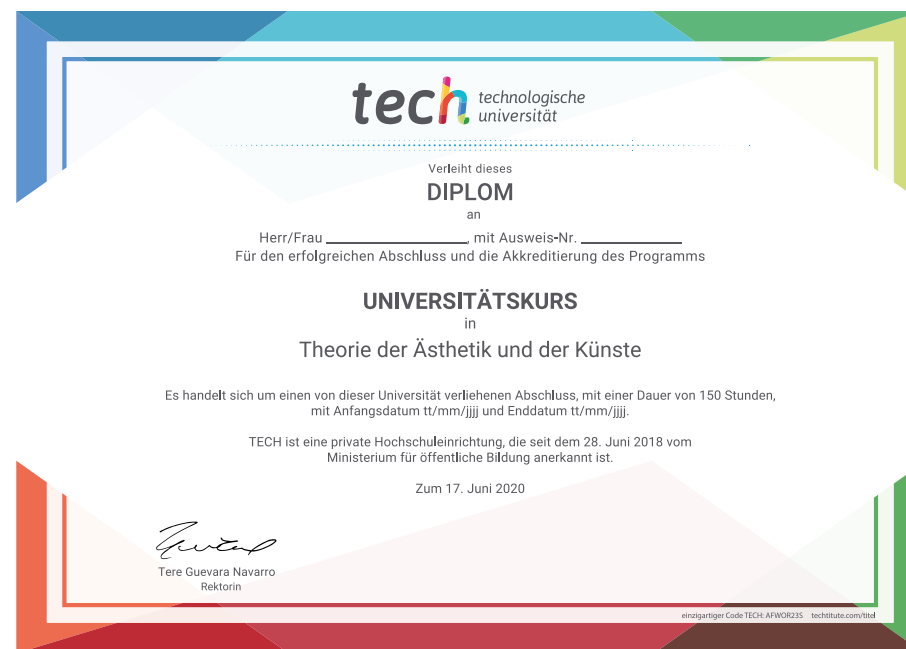 tech technologische
universität
Verleiht dieses
DIPLOM
an
Herr/Frau ____________________, mit Ausweis-Nr. ______________
Für den erfolgreichen Abschluss und die Akkreditierung des Programms
UNIVERSITÄTSKURS
in
Theorie der Ästhetik und der Künste
Es handelt sich um einen von dieser Universität verliehenen Abschluss, mit einer Dauer von 150 Stunden,
mit Anfangsdatum tt/mm/jjjj und Enddatum tt/mm/jjjj.
TECH ist eine private Hochschuleinrichtung, die seit dem 28. Juni 2018 vom
Ministerium für öffentliche Bildung anerkannt ist.
Zum 17. Juni 2020
Tere Guevara Navarro
Rektorin
einzigartiger Code TECH: AFWOR23S techtitute.com/titel